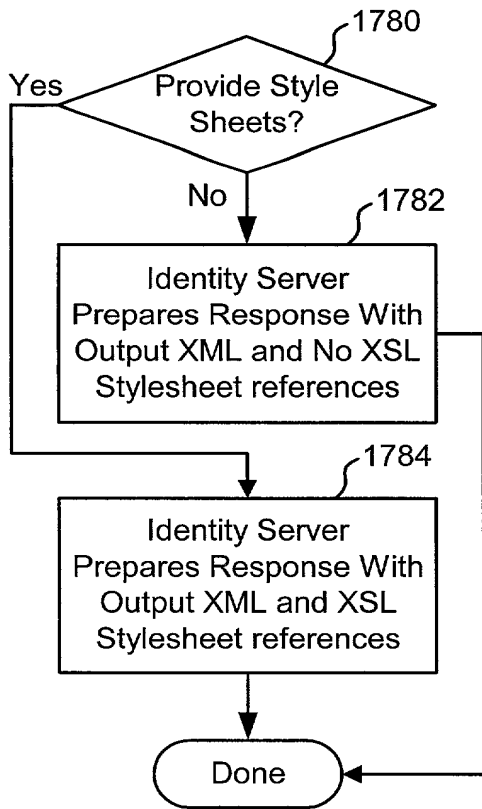 1780
Yes
Provide Style
Sheets?
No
1782
Identity Server
Prepares Response With
Output XML and No XSL
Stylesheet references
1784
Identity Server
Prepares Response With
Output XML and XSL
Stylesheet references
Done